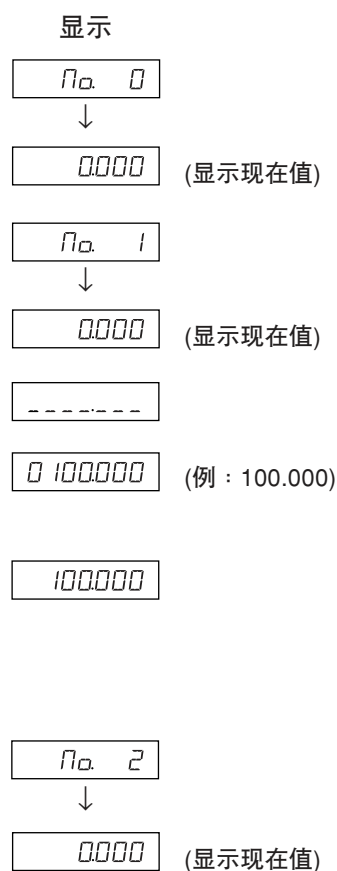 显示
No. 0
↓
0.000 (显示现在值)
No. 1
↓
0.000 (显示现在值)
_ _ _ _._ _ _
0 100.000 (例：100.000)
100.000
No. 2
↓
0.000 (显示现在值)